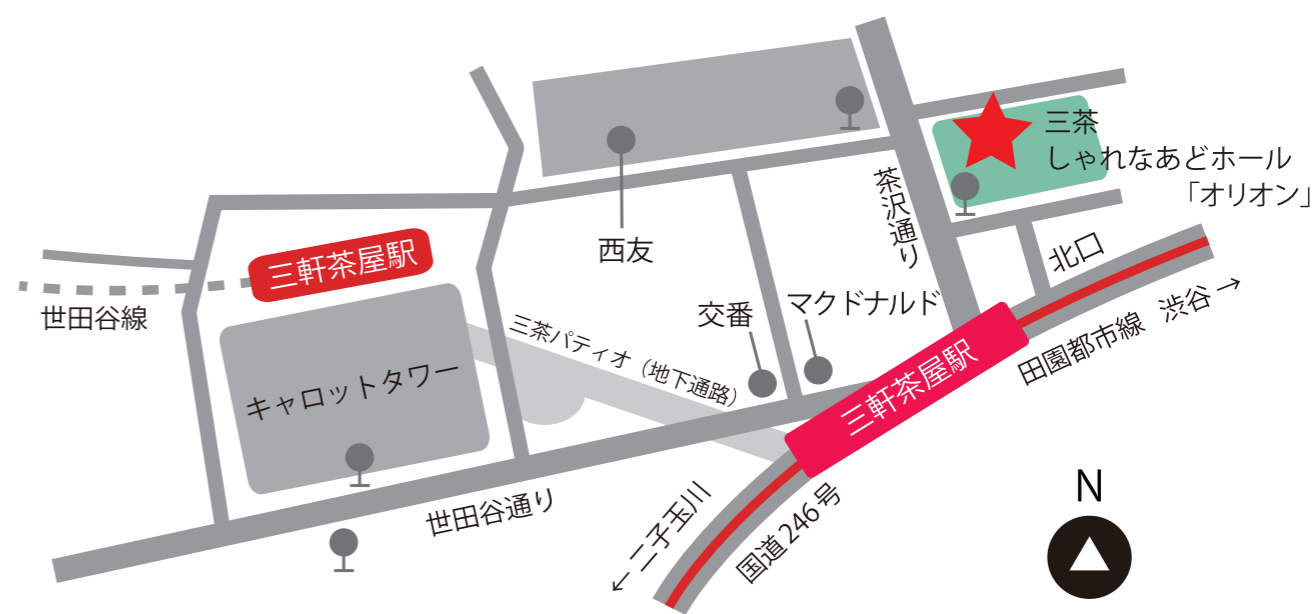 三茶
しゃれなあどホール
「オリオン」
茶沢通り
西友
北口
三軒茶屋駅
世田谷線
交番
マクドナルド
三茶パティオ（地下通路）
田園都市線 渋谷→
キャロットタワー
三軒茶屋駅
世田谷通り
←二子玉川
国道246号
N